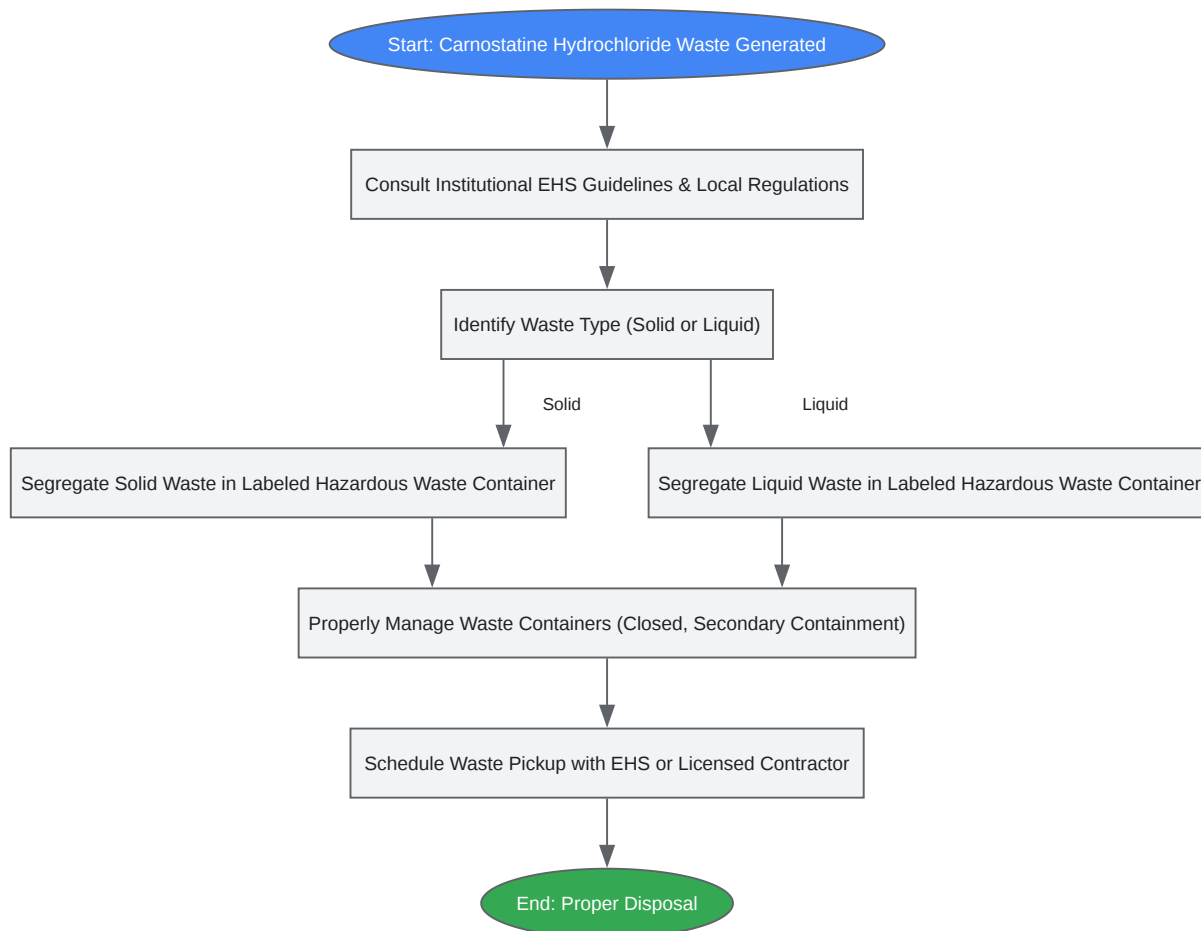 Start: Carnostatine Hydrochloride Waste Generated
Consult Institutional EHS Guidelines & Local Regulations
Identify Waste Type (Solid or Liquid)
Solid
Liquid
Segregate Solid Waste in Labeled Hazardous Waste Container
Segregate Liquid Waste in Labeled Hazardous Waste Container
Properly Manage Waste Containers (Closed, Secondary Containment)
Schedule Waste Pickup with EHS or Licensed Contractor
End: Proper Disposal